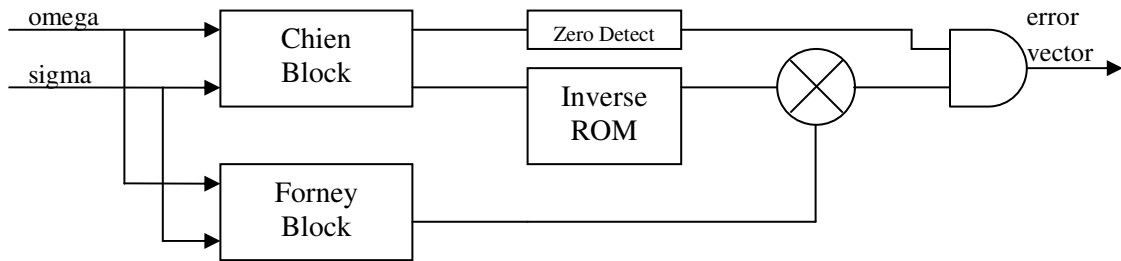 omega
sigma
Chien
Block
Zero Detect
Inverse
ROM
Forney
Block
error
vector